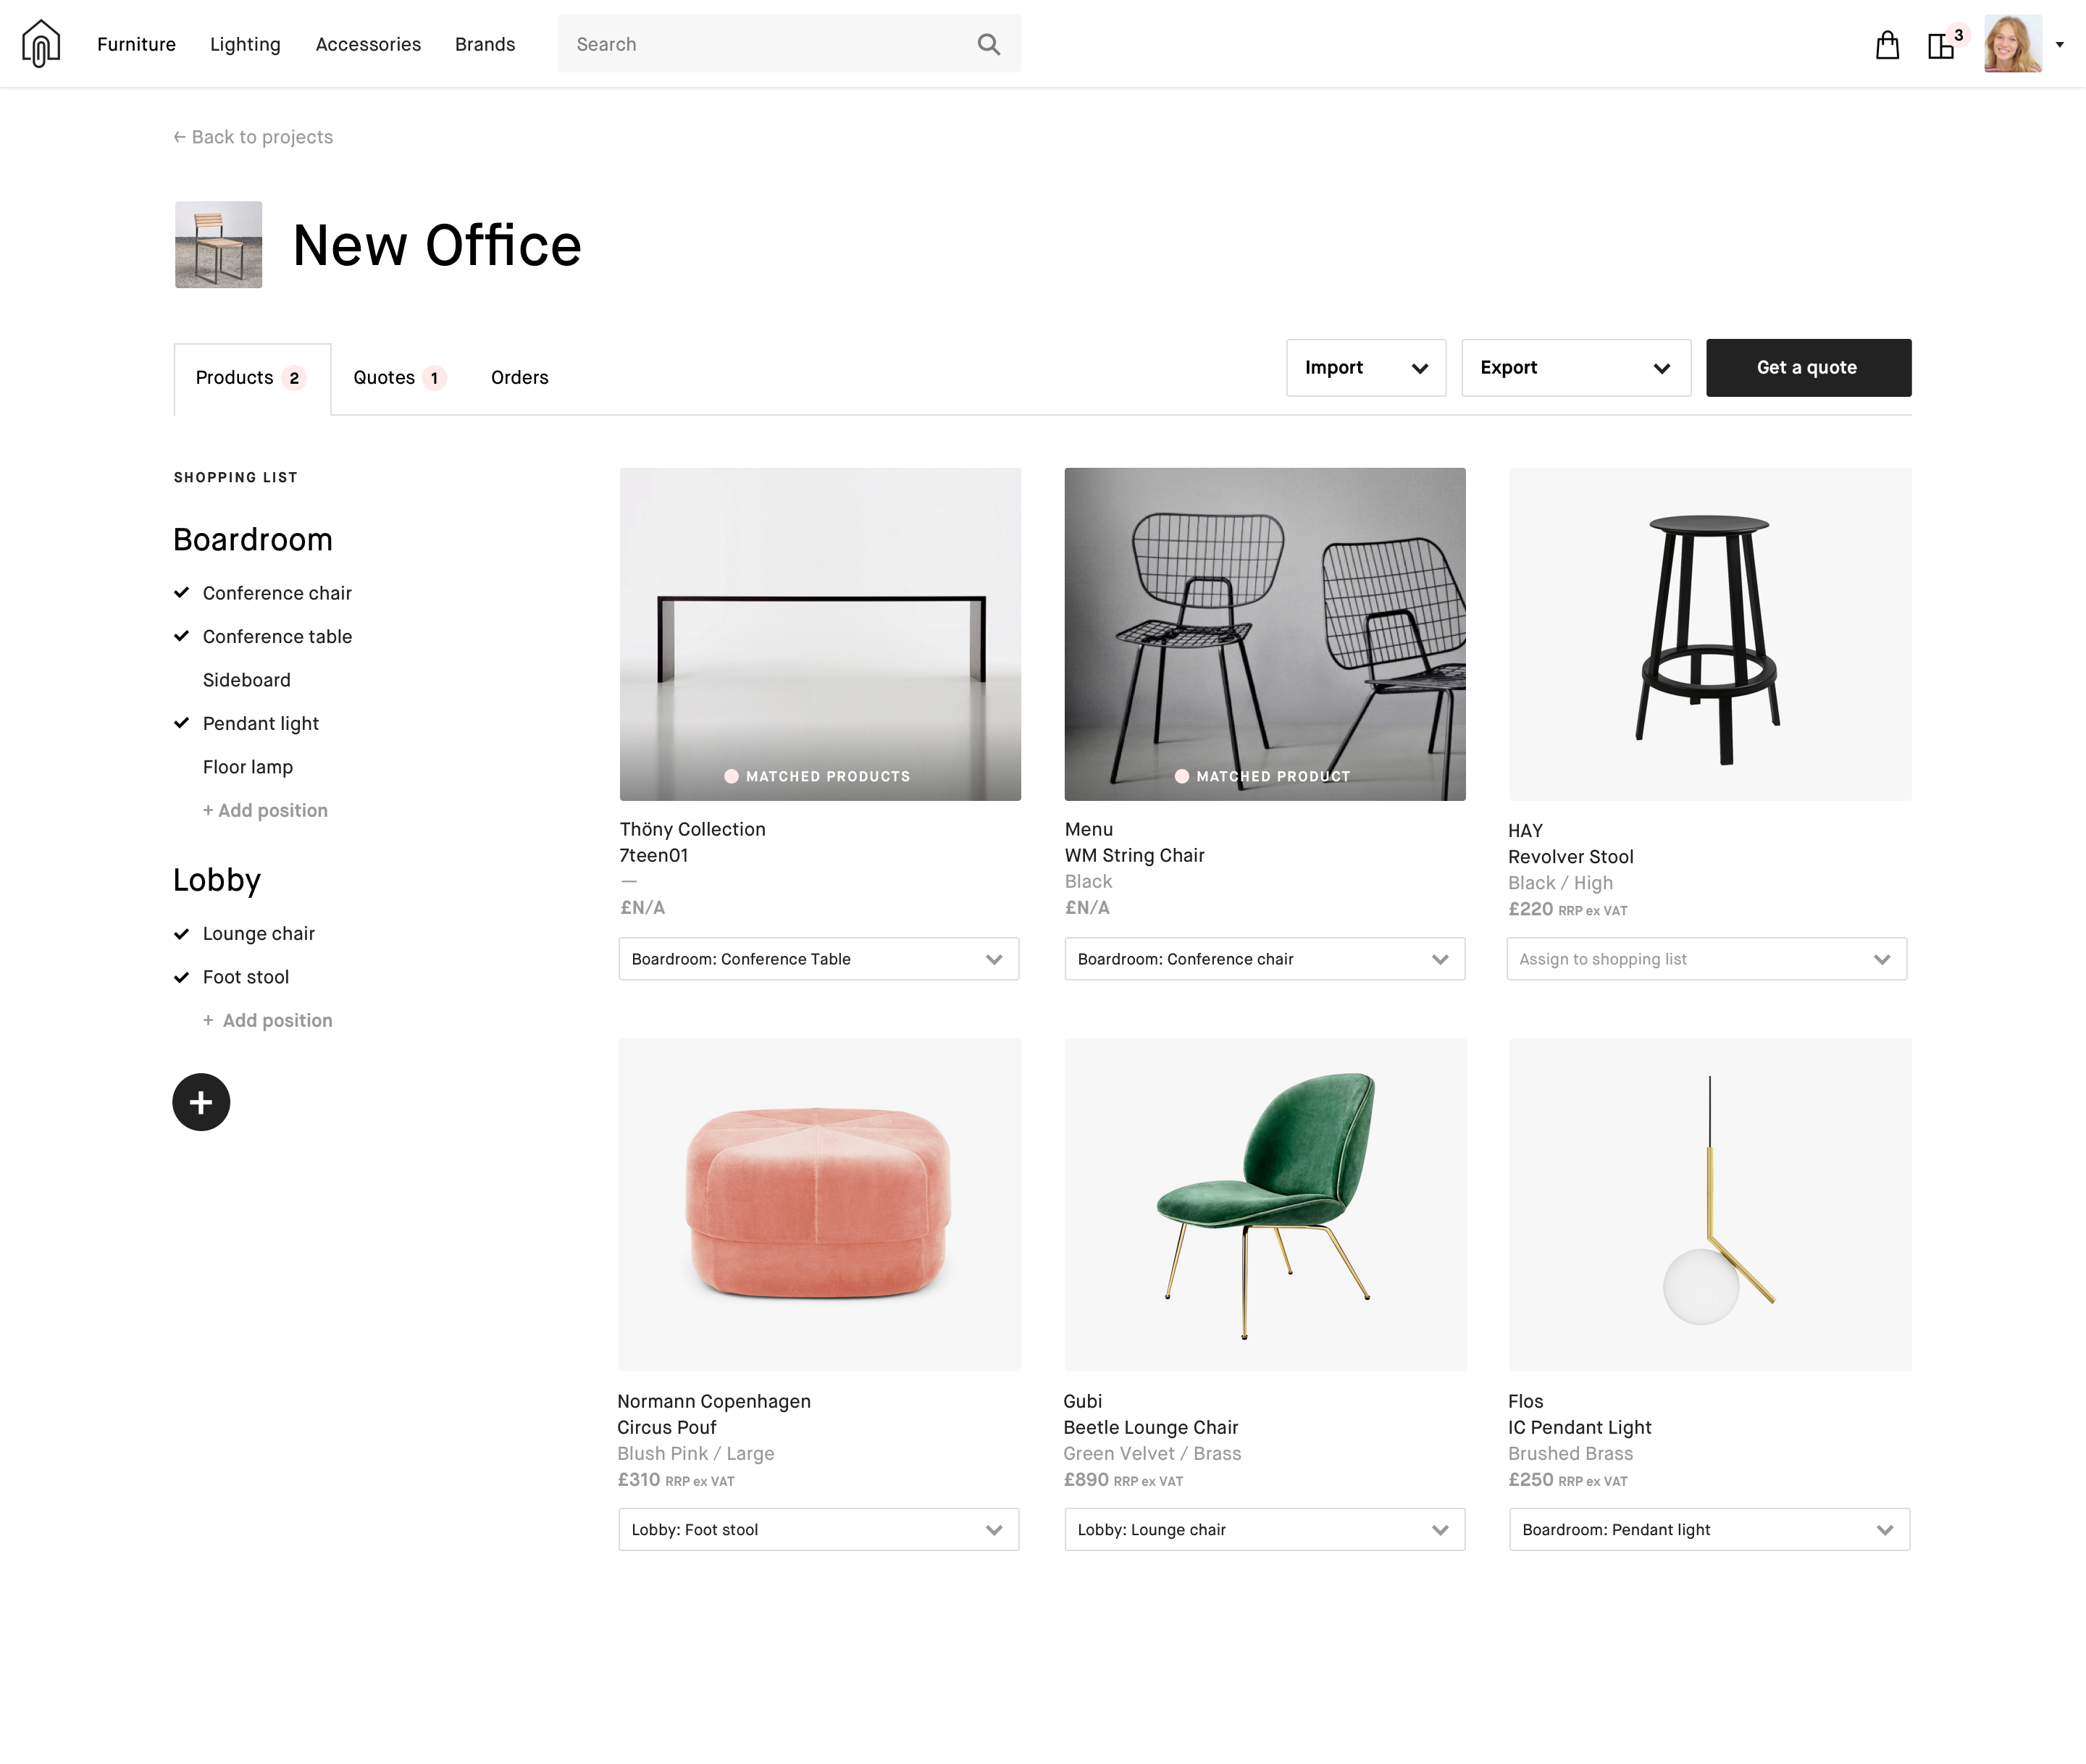 Furniture Lighting Accessories Brands Search 3
← Back to projects
New Office
Products 2 Quotes 1 Orders Import Export Get a quote
SHOPPING LIST
Boardroom
Conference chair
Conference table
Sideboard
Pendant light
Floor lamp
+ Add position
Lobby
Lounge chair
Foot stool
+ Add position
MATCHED PRODUCTS
Thöny Collection
7teen01
—
£N/A
Boardroom: Conference Table
MATCHED PRODUCT
Menu
WM String Chair
Black
£N/A
Boardroom: Conference chair
HAY
Revolver Stool
Black / High
£220 RRP ex VAT
Assign to shopping list
Normann Copenhagen
Circus Pouf
Blush Pink / Large
£310 RRP ex VAT
Lobby: Foot stool
Gubi
Beetle Lounge Chair
Green Velvet / Brass
£890 RRP ex VAT
Lobby: Lounge chair
Flos
IC Pendant Light
Brushed Brass
£250 RRP ex VAT
Boardroom: Pendant light